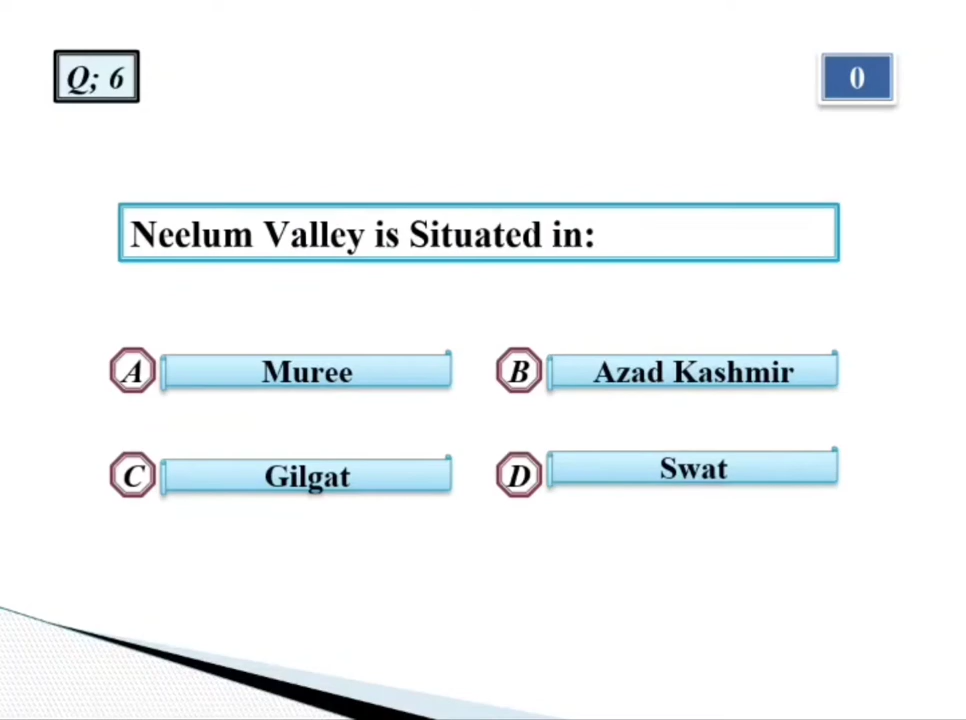 Q; 6
0
Neelum Valley is Situated in:
A Muree
B Azad Kashmir
C Gilgat
D Swat